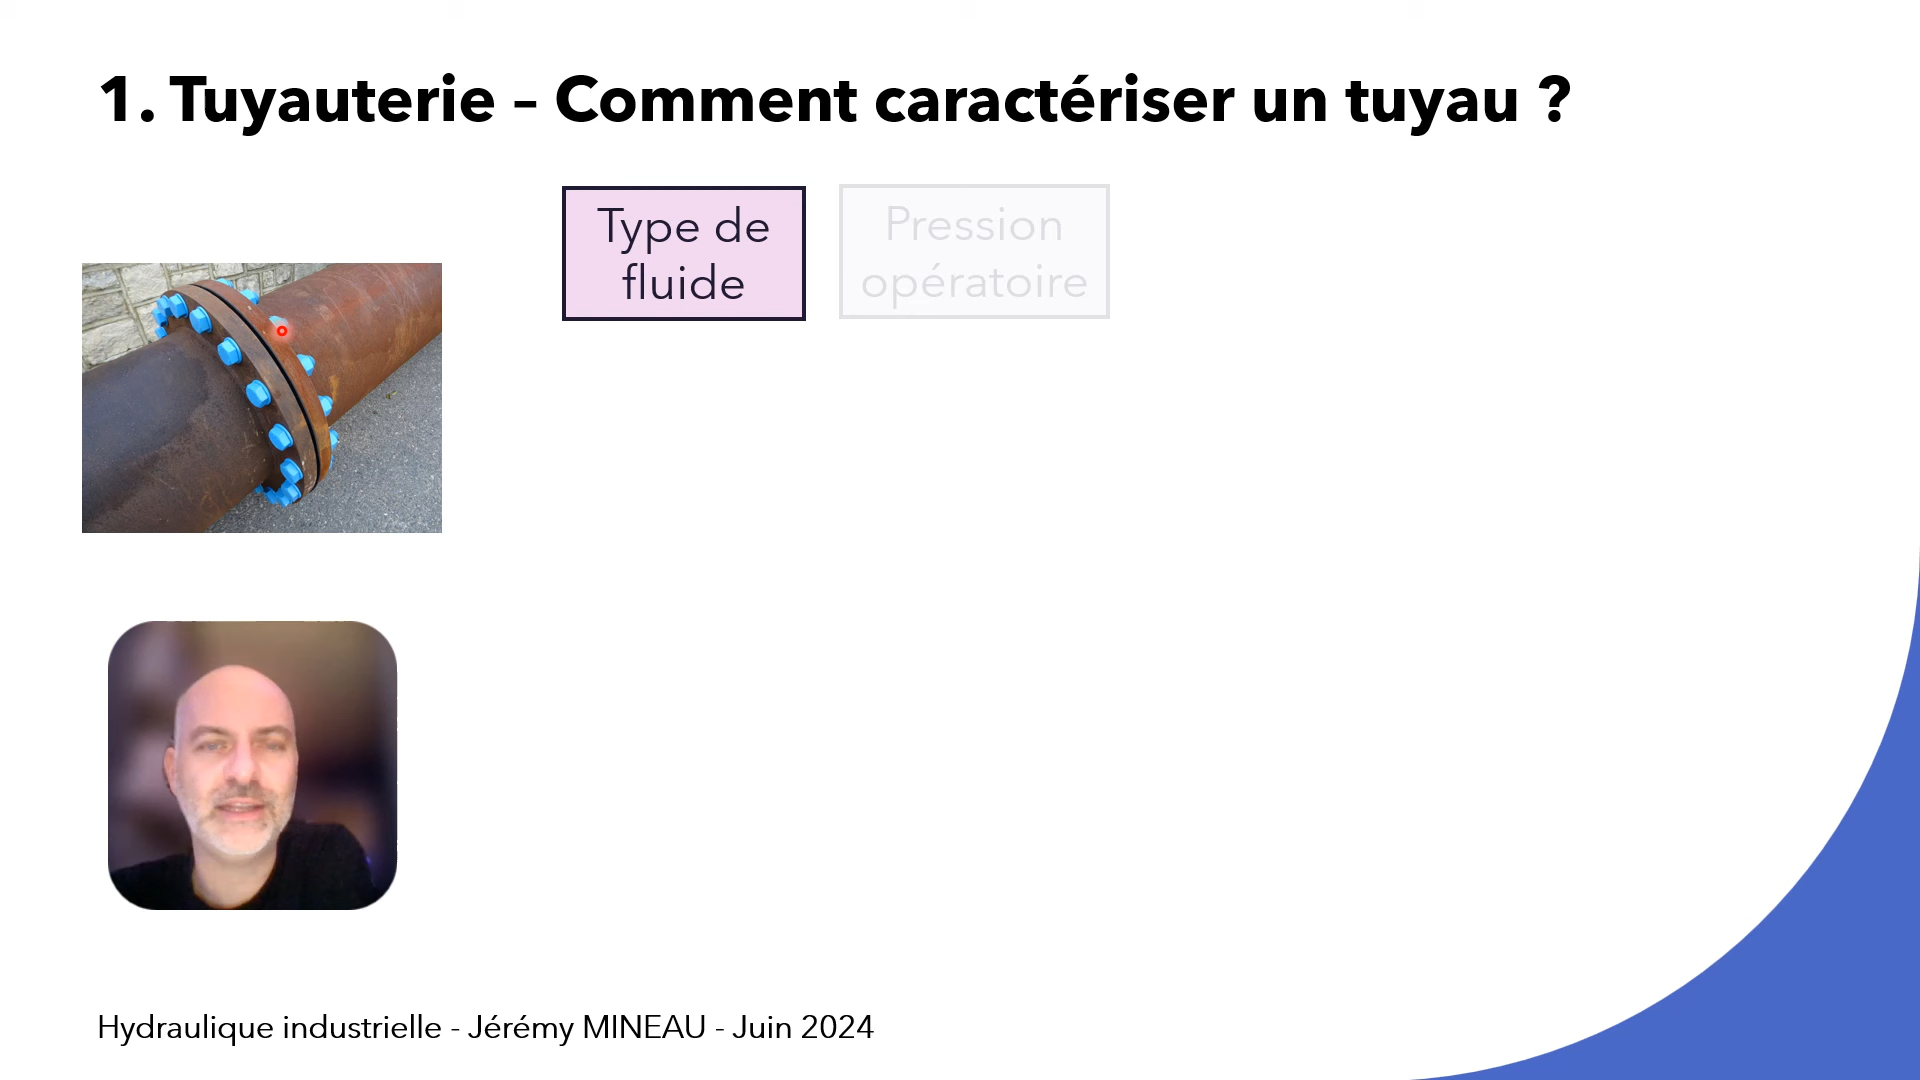 1. Tuyauterie – Comment caractériser un tuyau ?
Type de
fluide
Pression
opératoire
Hydraulique industrielle - Jérémy MINEAU - Juin 2024